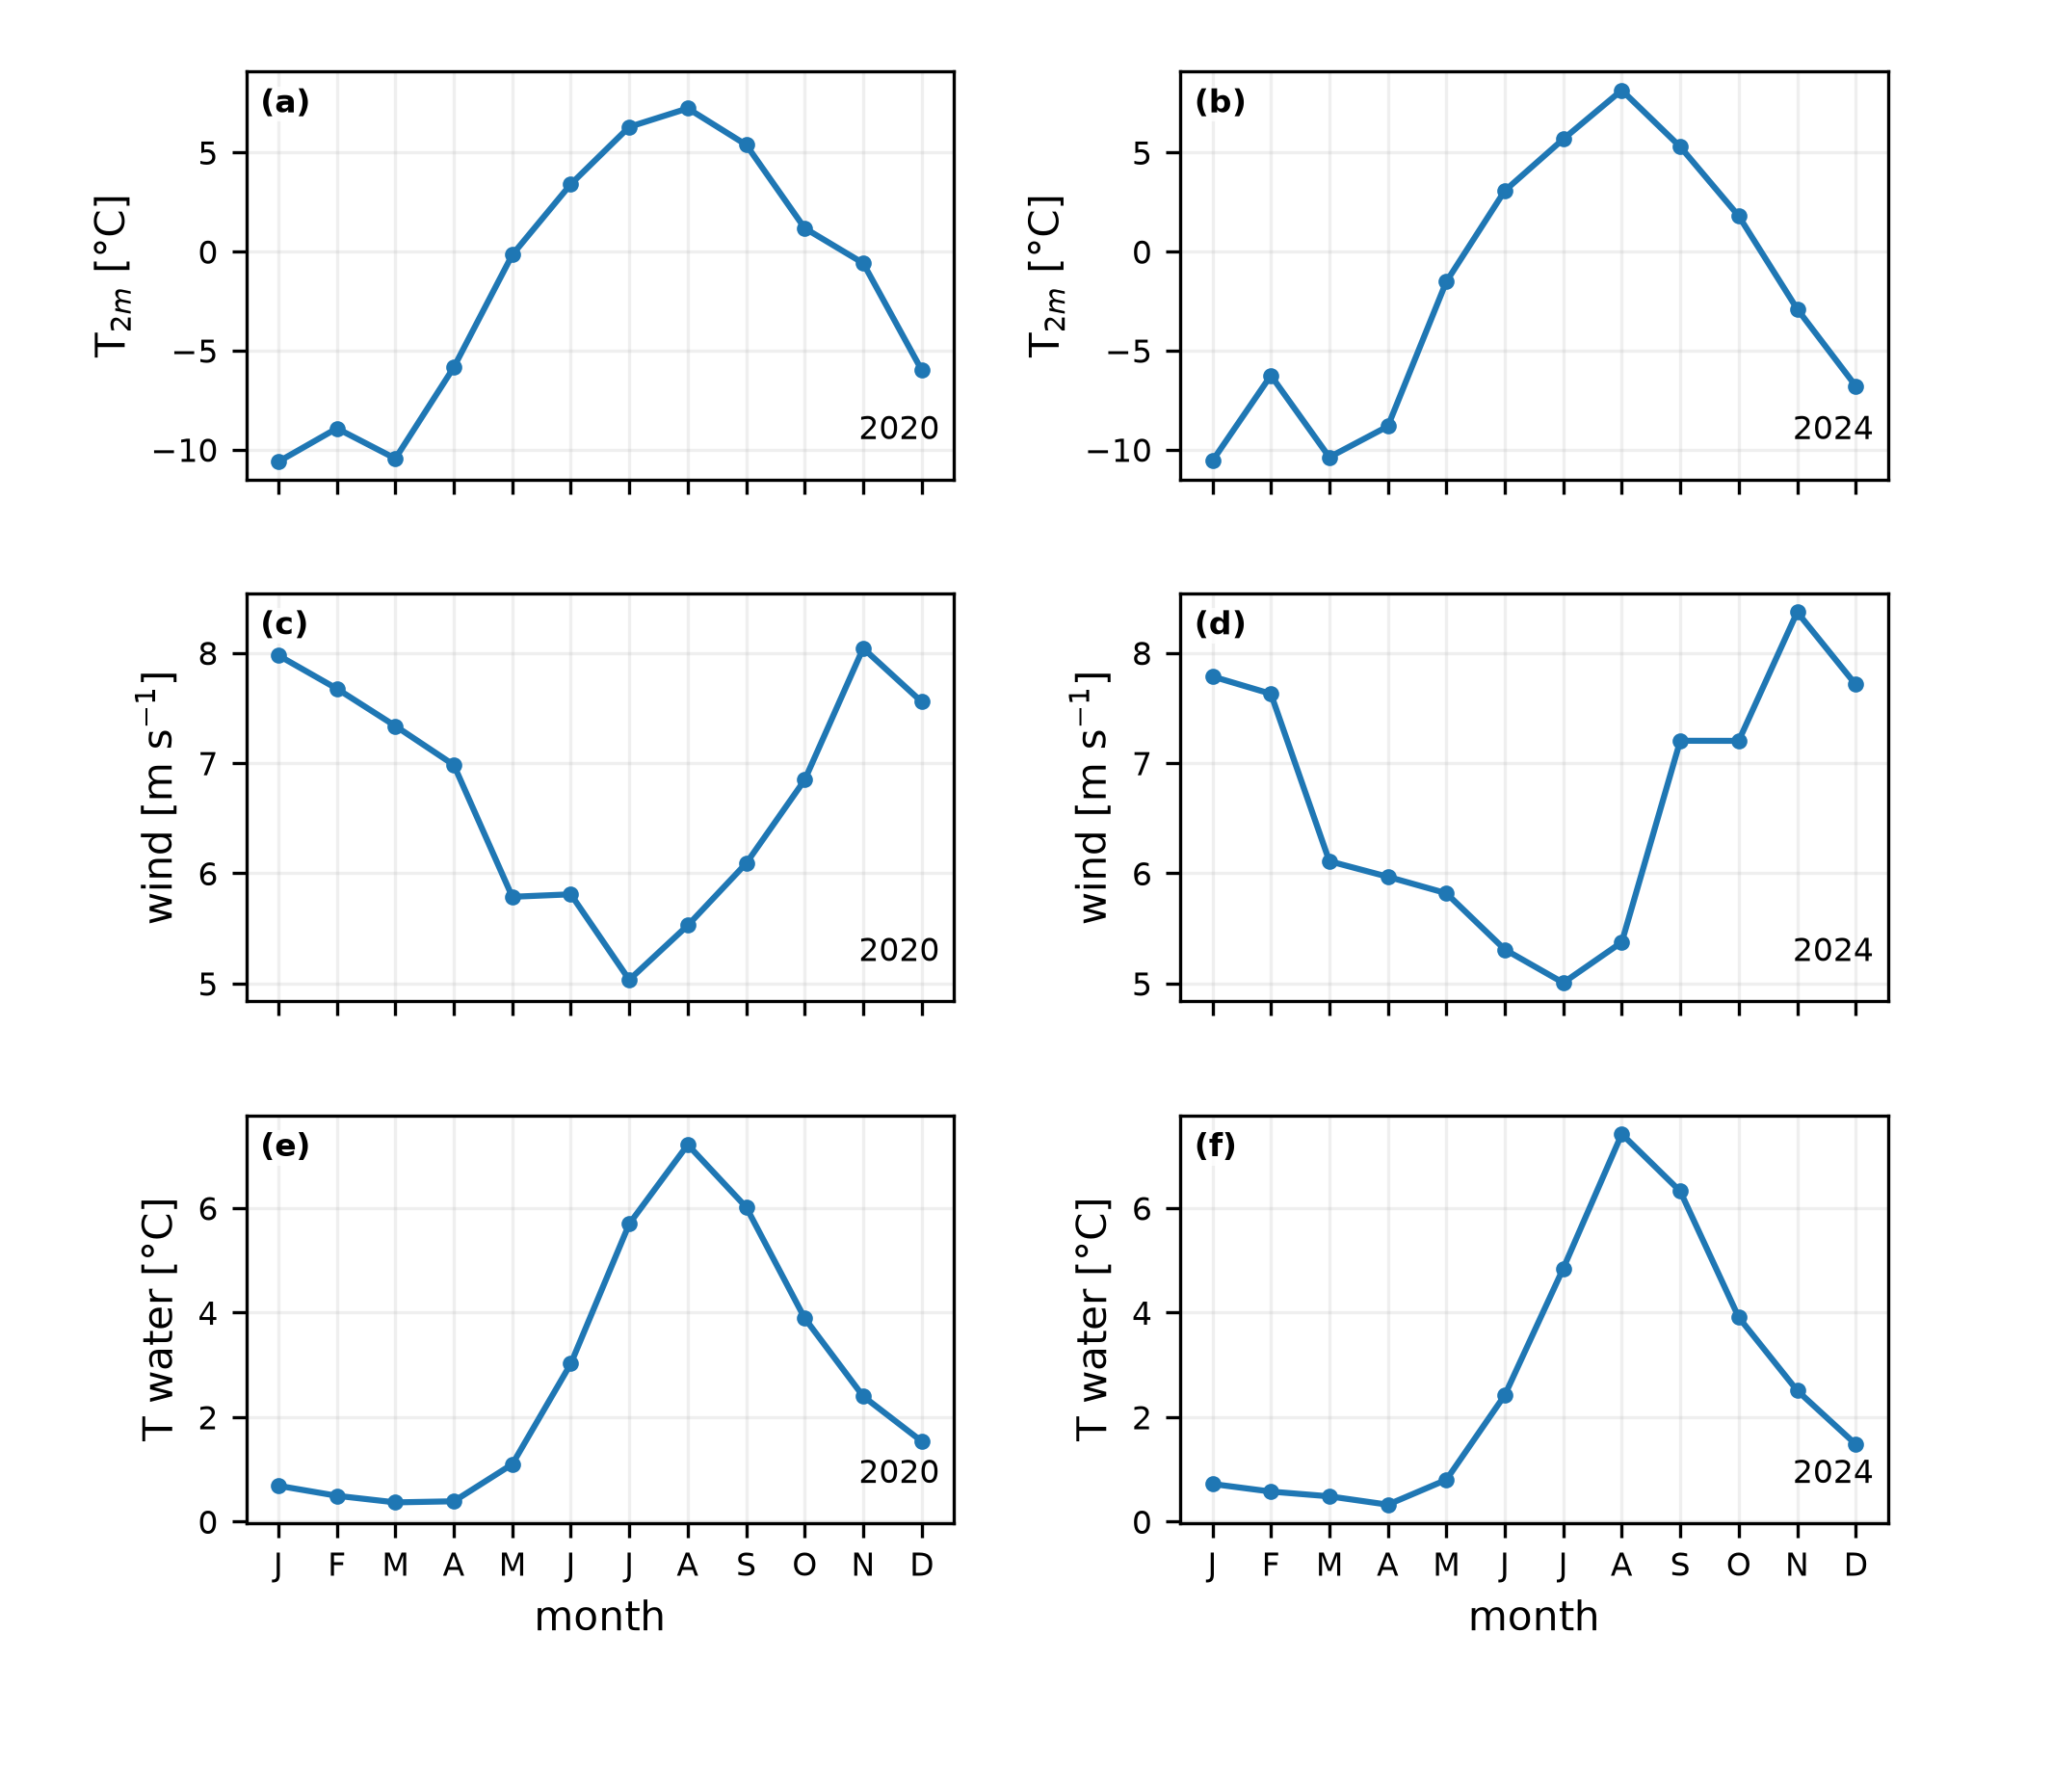 (a)
5
0
−5
−10
T2m [°C]
2020
(b)
5
0
−5
−10
T2m [°C]
2024
(c)
8
7
6
5
wind [m s−1]
2020
(d)
8
7
6
5
wind [m s−1]
2024
(e)
6
4
2
0
T water [°C]
2020
J F M A M J J A S O N D
month
(f)
6
4
2
0
T water [°C]
2024
J F M A M J J A S O N D
month